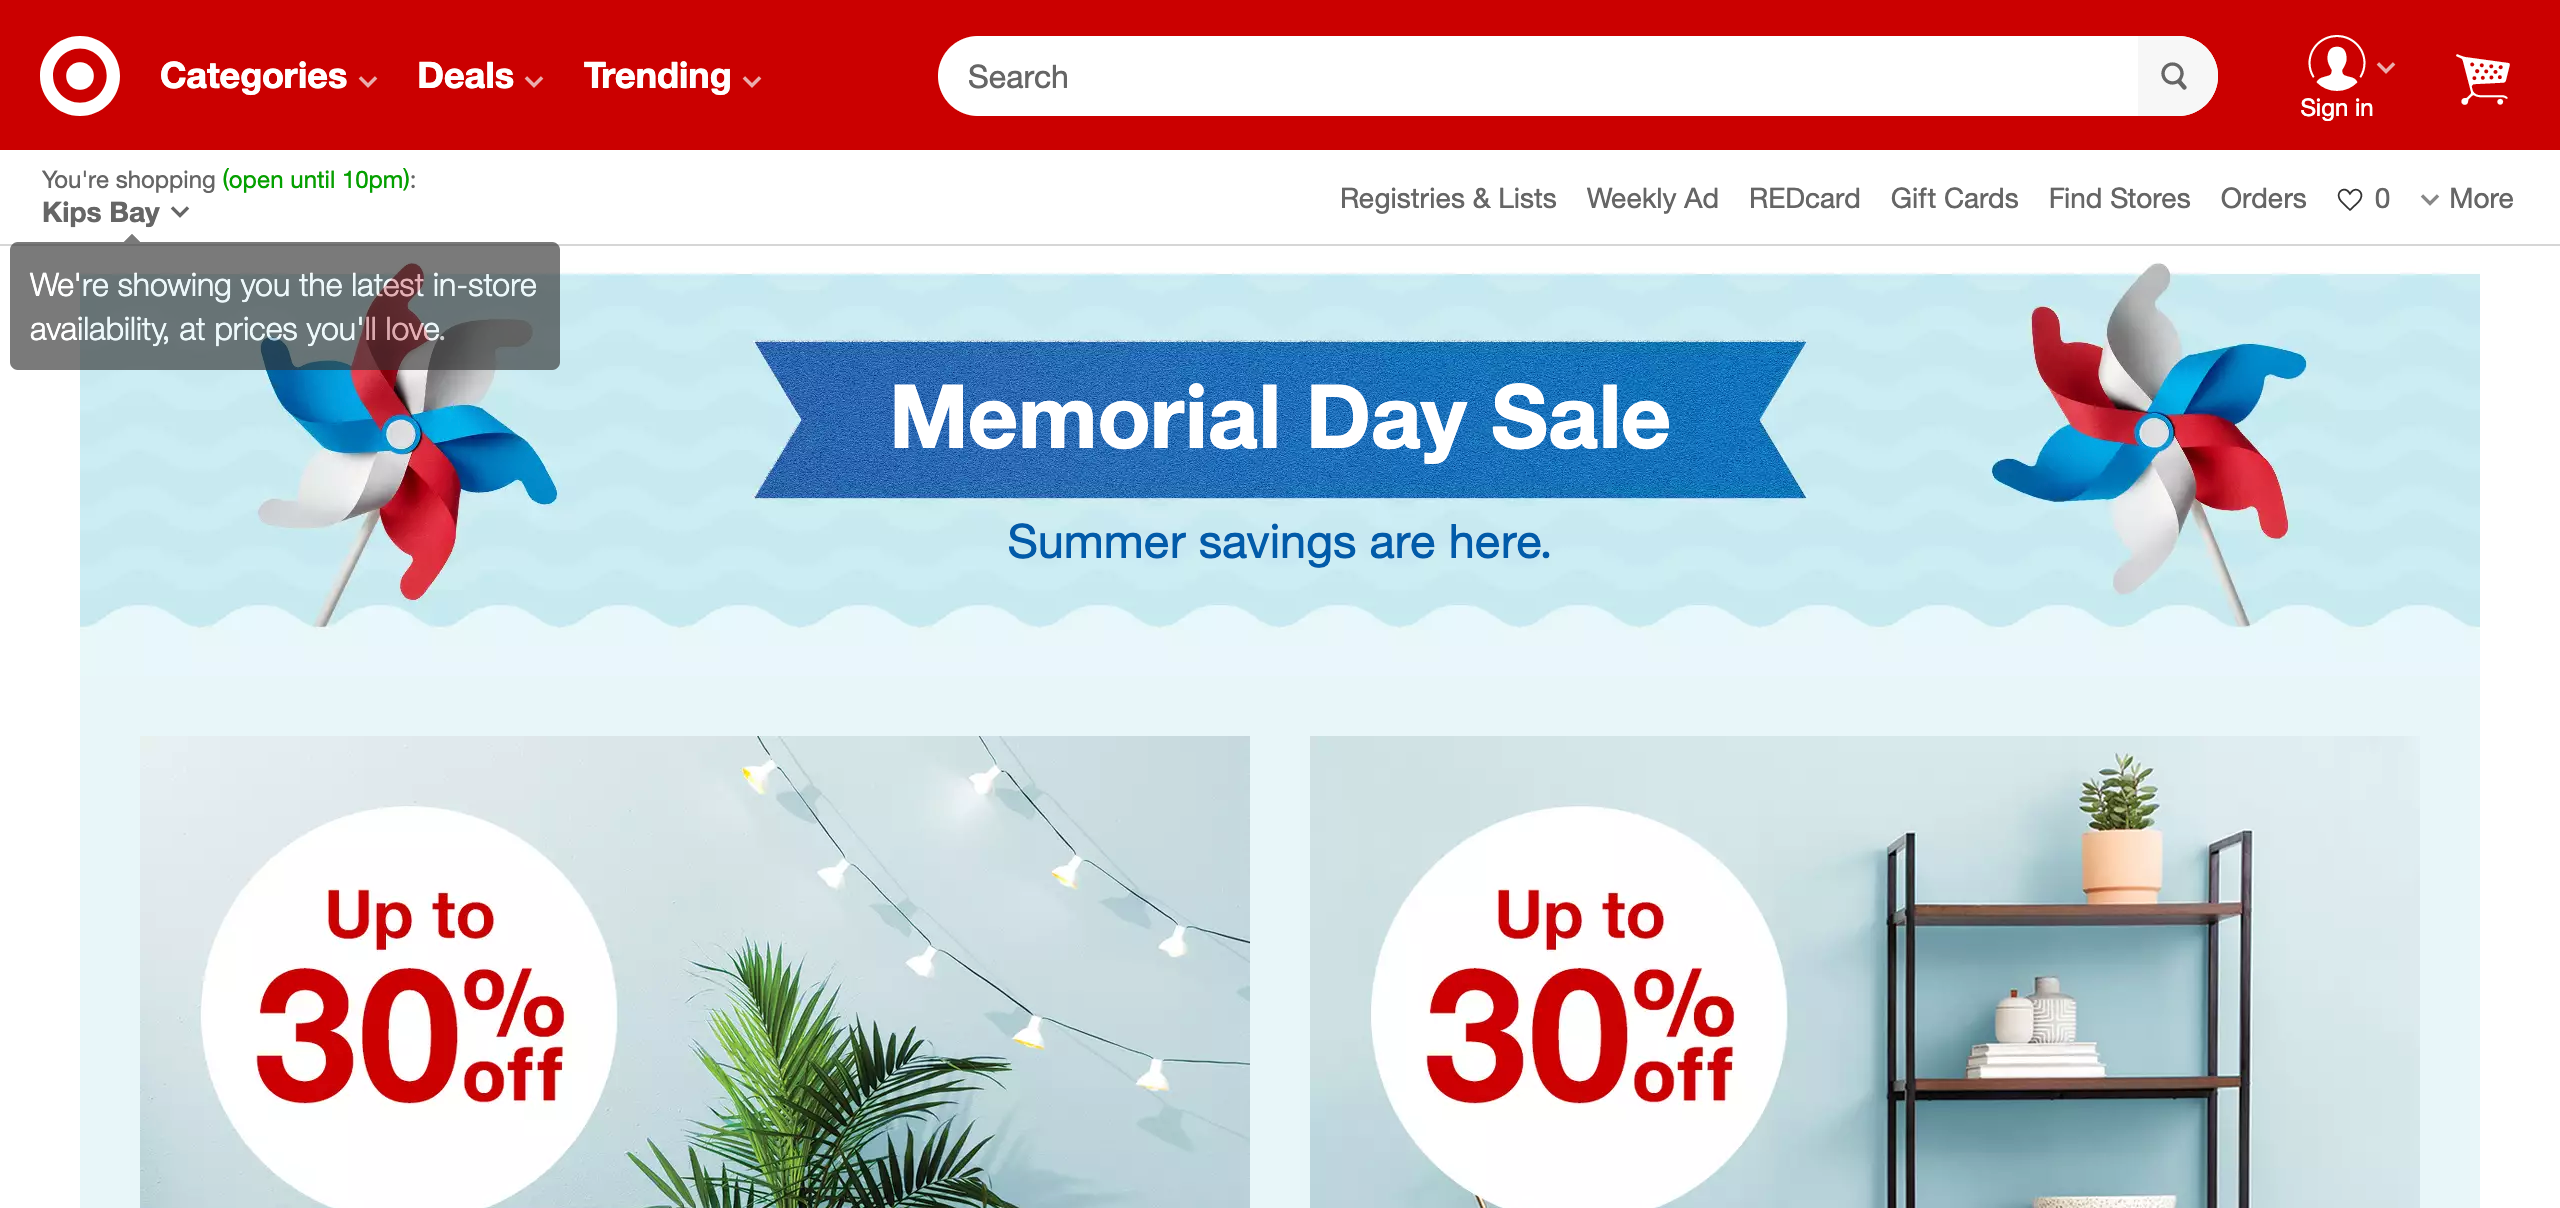 Categories Deals Trending
Search
Sign in
You're shopping (open until 10pm):
Kips Bay
Registries & Lists Weekly Ad REDcard Gift Cards Find Stores Orders 0 More
We're showing you the latest in-store
availability, at prices you'll love.
Memorial Day Sale
Summer savings are here.
Up to
30%
off
Up to
30%
off